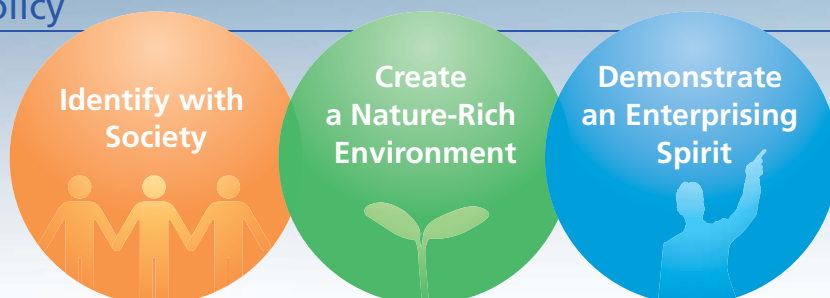 Identify with
Society
Create
a Nature-Rich
Environment
Demonstrate
an Enterprising
Spirit